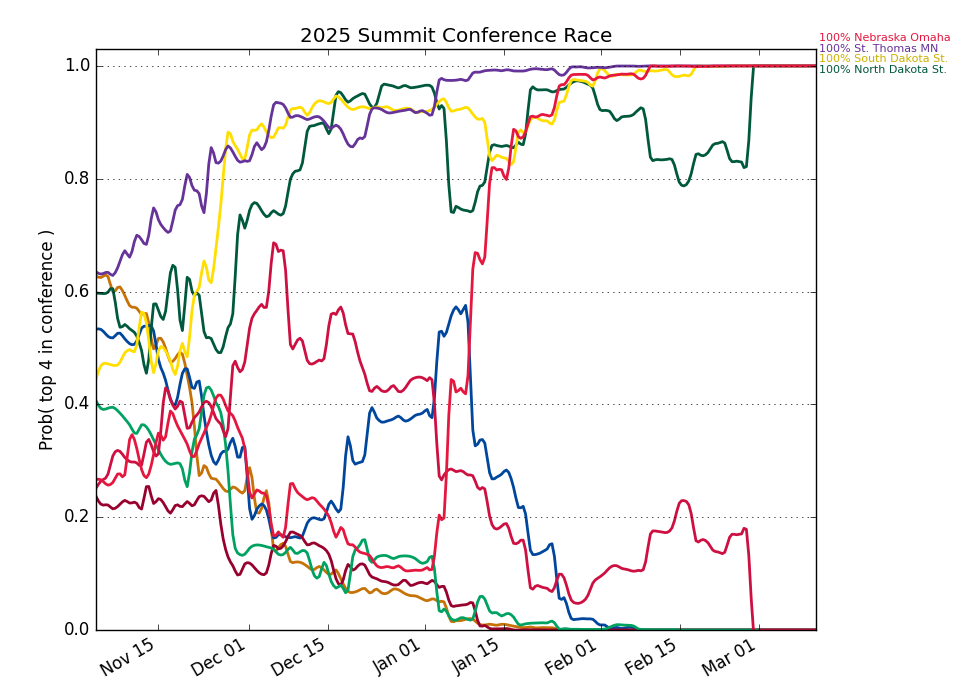 2025 Summit Conference Race
100% Nebraska Omaha
100% St. Thomas MN
100% South Dakota St.
100% North Dakota St.
Prob( top 4 in conference )
1.0
0.8
0.6
0.4
0.2
0.0
Nov 15
Dec 01
Dec 15
Jan 01
Jan 15
Feb 01
Feb 15
Mar 01